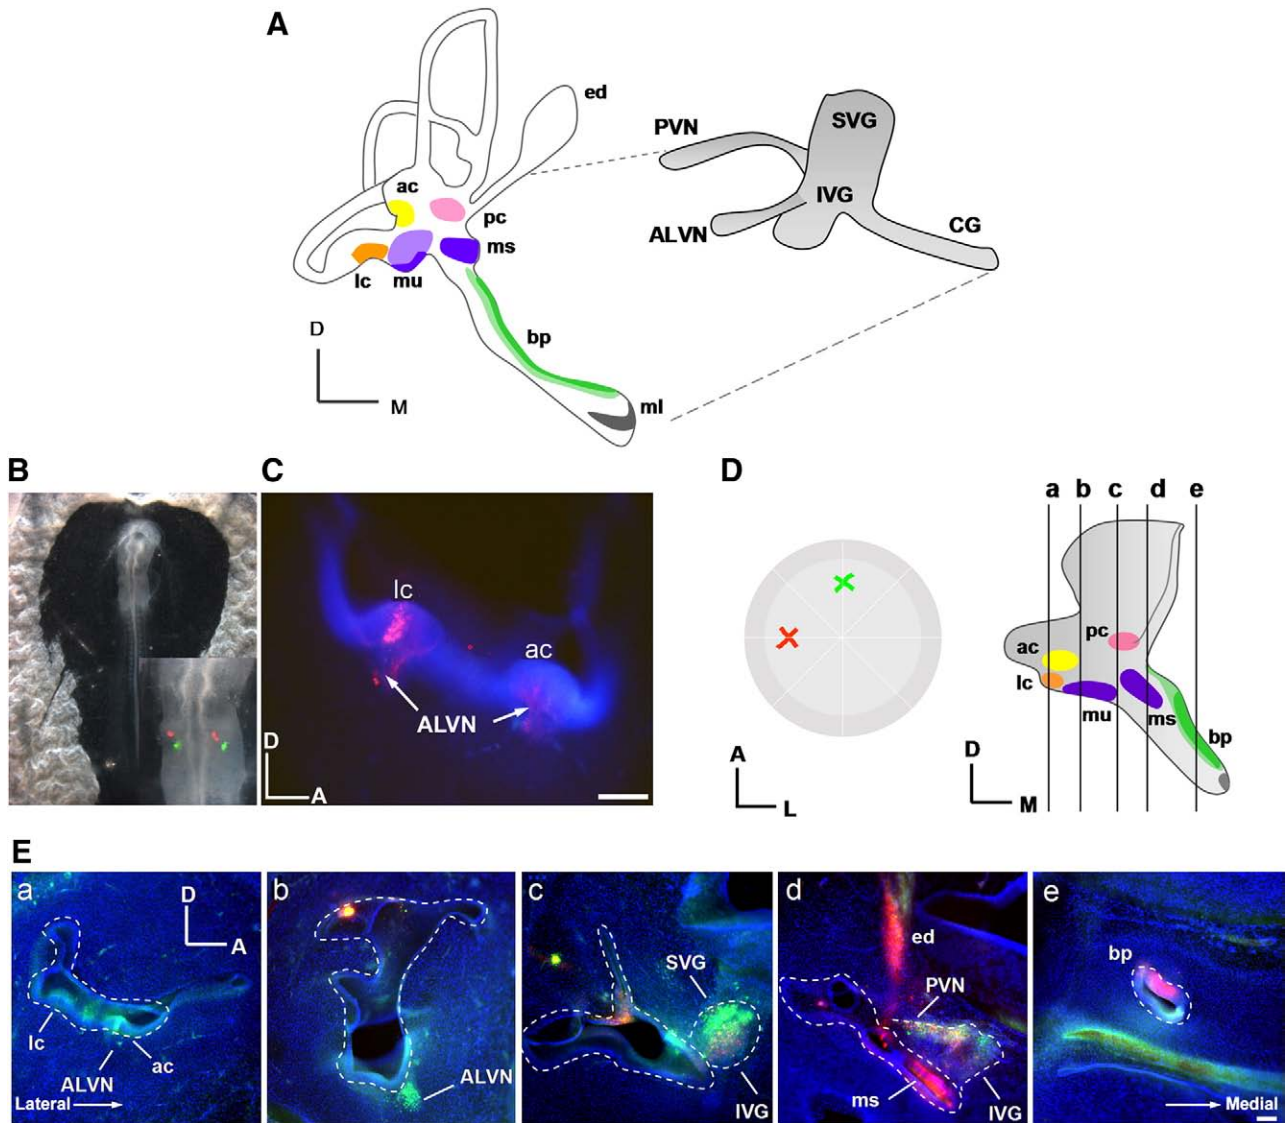 A
ed
PVN
SVG
ac
IVG
pc
ALVN
CG
ms
lc
mu
bp
D
M
ml
B
C
lc
ac
ALVN
D
A
D
a b c d e
pc
ac
lc
mu
ms
bp
A
L
D
M
E
a
D
A
lc
ac
ALVN
Lateral
b
ALVN
c
SVG
IVG
d
ed
PVN
ms
IVG
e
bp
Medial